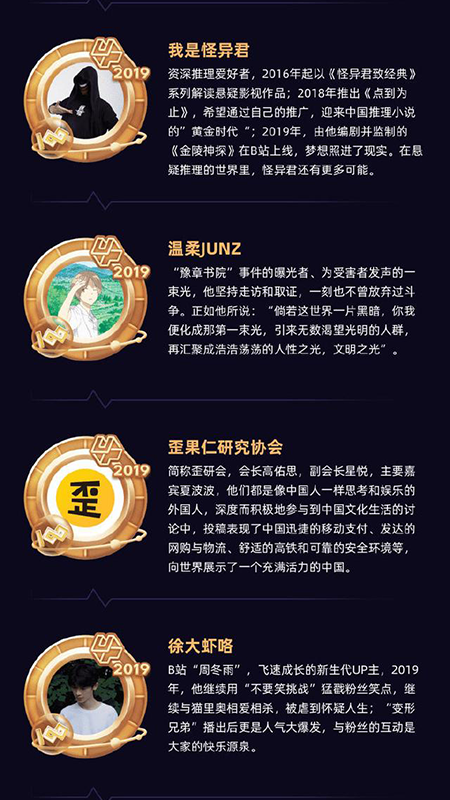 我是怪异君
2019
资深推理爱好者，2016年起以《怪异君致经典》
系列解读悬疑影视作品；2018年推出《点到为
止》，希望通过自己的推广，迎来中国推理小说
的”黄金时代“；2019年，由他编剧并监制的
《金陵神探》在B站上线，梦想照进了现实。在悬
疑推理的世界里，怪异君还有更多可能。
100
温柔JUNZ
2019
“豫章书院”事件的曝光者、为受害者发声的一
束光，他坚持走访和取证，一刻也不曾放弃过斗
争。正如他所说：“倘若这世界一片黑暗，你我
便化成那第一束光，引来无数渴望光明的人群，
再汇聚成浩浩荡荡的人性之光，文明之光”。
100
歪果仁研究协会
2019
简称歪研会，会长高佑思，副会长星悦，主要嘉
宾夏波波，他们都是像中国人一样思考和娱乐的
外国人，深度而积极地参与到中国文化生活的讨
论中，投稿表现了中国迅捷的移动支付、发达的
网购与物流、舒适的高铁和可靠的安全环境等，
向世界展示了一个充满活力的中国。
歪
100
徐大虾咯
2019
B站“周冬雨”，飞速成长的新生代UP主，2019
年，他继续用“不要笑挑战”猛戳粉丝笑点，继
续与猫里奥相爱相杀，被虐到怀疑人生；“变形
兄弟”播出后更是人气大爆发，与粉丝的互动是
大家的快乐源泉。
100